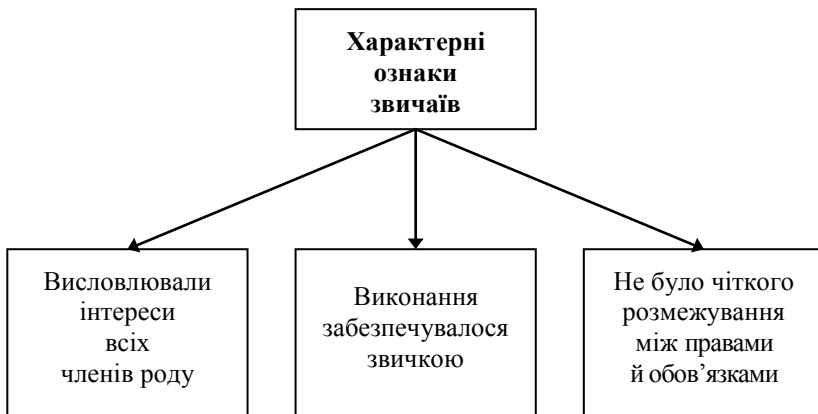 Характерні
ознаки
звичаїв
Висловлювали
інтереси
всіх
членів роду
Виконання
забезпечувалося
звичкою
Не було чіткого
розмежування
між правами
й обов’язками